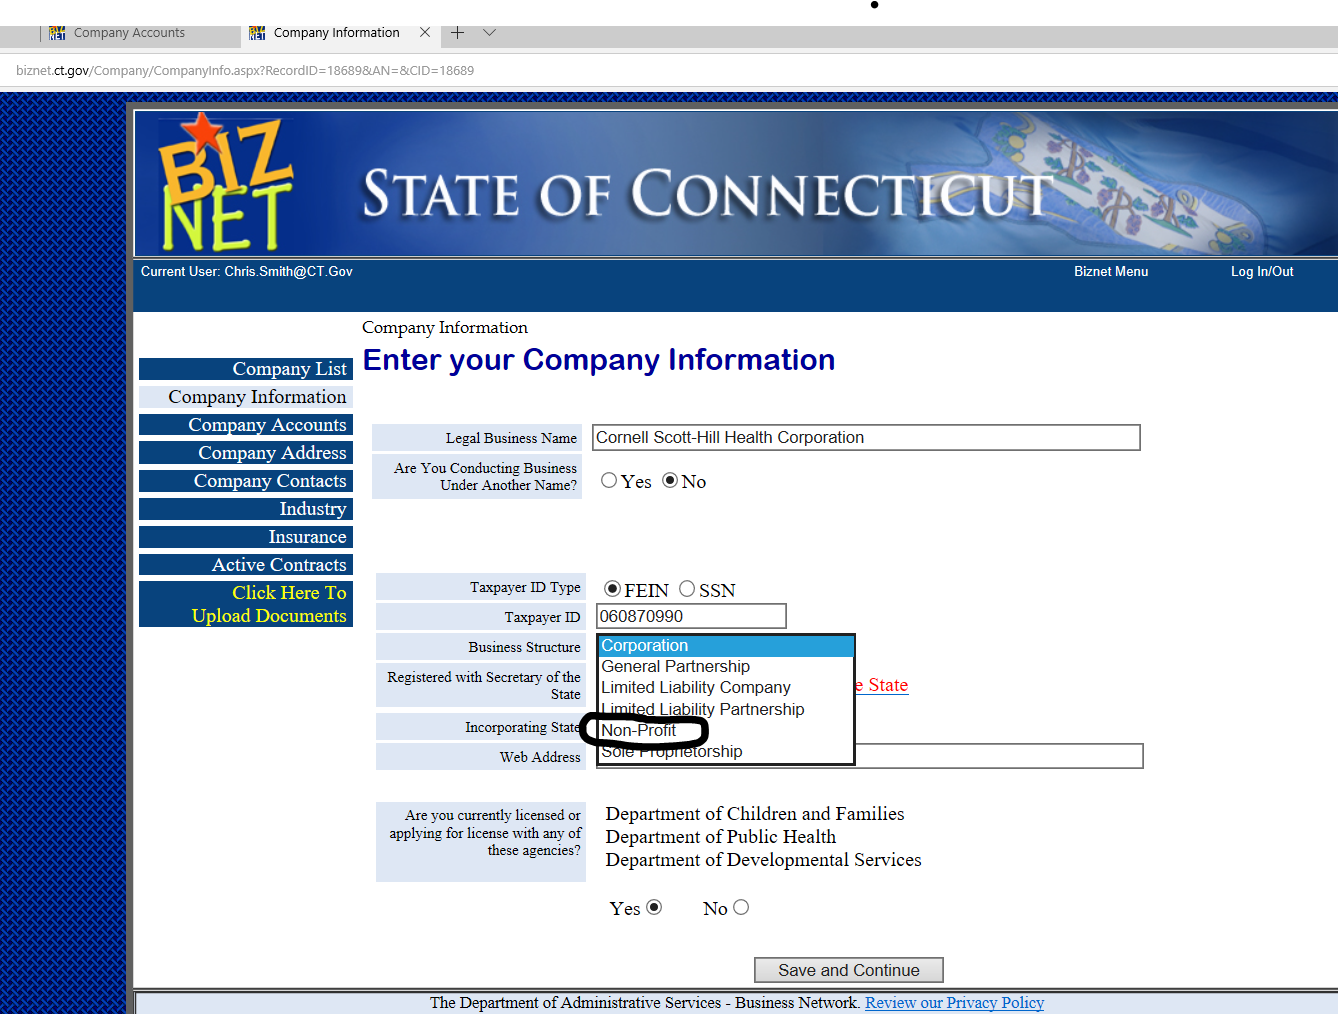 Company Accounts
Company Information
biznet.ct.gov/Company/CompanyInfo.aspx?RecordID=18689&AN=&CID=18689
BIZ NET
STATE OF CONNECTICUT
Current User: Chris.Smith@CT.Gov
Biznet Menu
Log In/Out
Company Information
Enter your Company Information
Company List
Company Information
Company Accounts
Company Address
Company Contacts
Industry
Insurance
Active Contracts
Click Here To
Upload Documents
Legal Business Name
Cornell Scott-Hill Health Corporation
Are You Conducting Business
Under Another Name?
Yes No
Taxpayer ID Type
FEIN SSN
Taxpayer ID
060870990
Business Structure
Corporation
General Partnership
Limited Liability Company
Limited Liability Partnership
Non-Profit
Sole Proprietorship
Registered with Secretary of the
State
e State
Incorporating State
Web Address
Are you currently licensed or
applying for license with any of
these agencies?
Department of Children and Families
Department of Public Health
Department of Developmental Services
Yes No
Save and Continue
The Department of Administrative Services - Business Network. Review our Privacy Policy